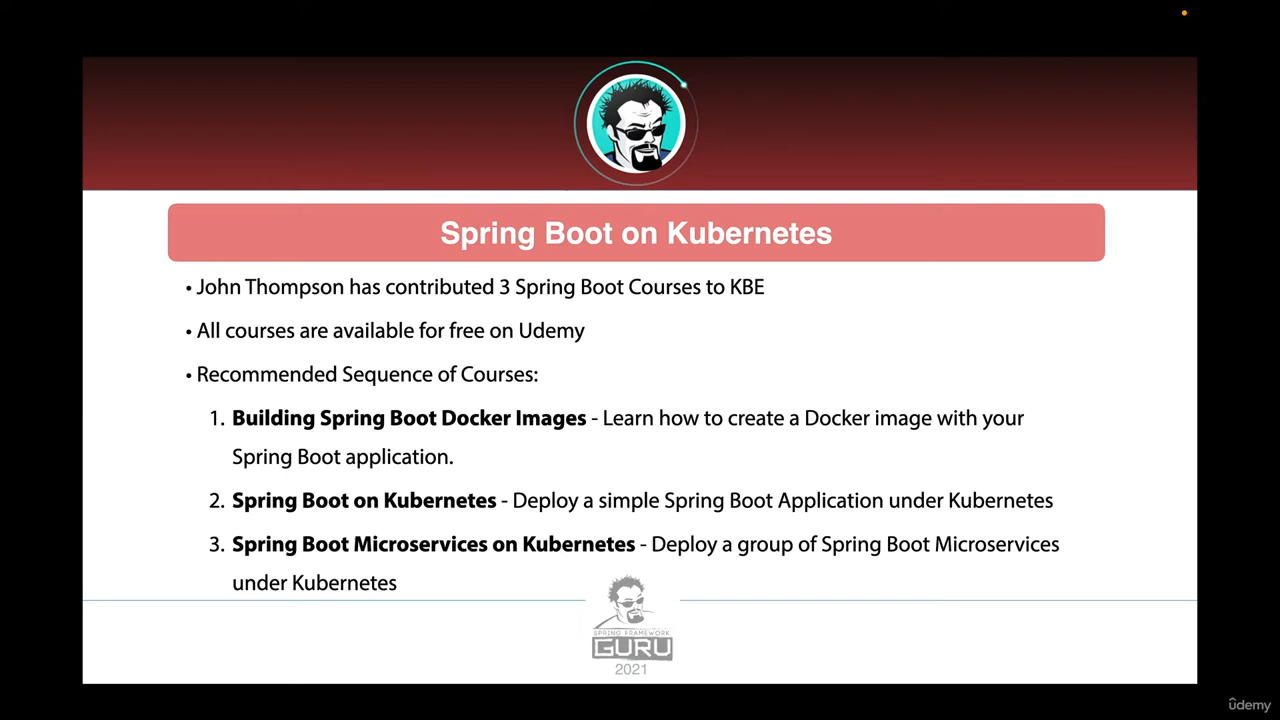 Spring Boot on Kubernetes
• John Thompson has contributed 3 Spring Boot Courses to KBE
• All courses are available for free on Udemy
• Recommended Sequence of Courses:
1. Building Spring Boot Docker Images - Learn how to create a Docker image with your
Spring Boot application.
2. Spring Boot on Kubernetes - Deploy a simple Spring Boot Application under Kubernetes
3. Spring Boot Microservices on Kubernetes - Deploy a group of Spring Boot Microservices
under Kubernetes
SPRING FRAMEWORK
GURU
2021
ûdemy